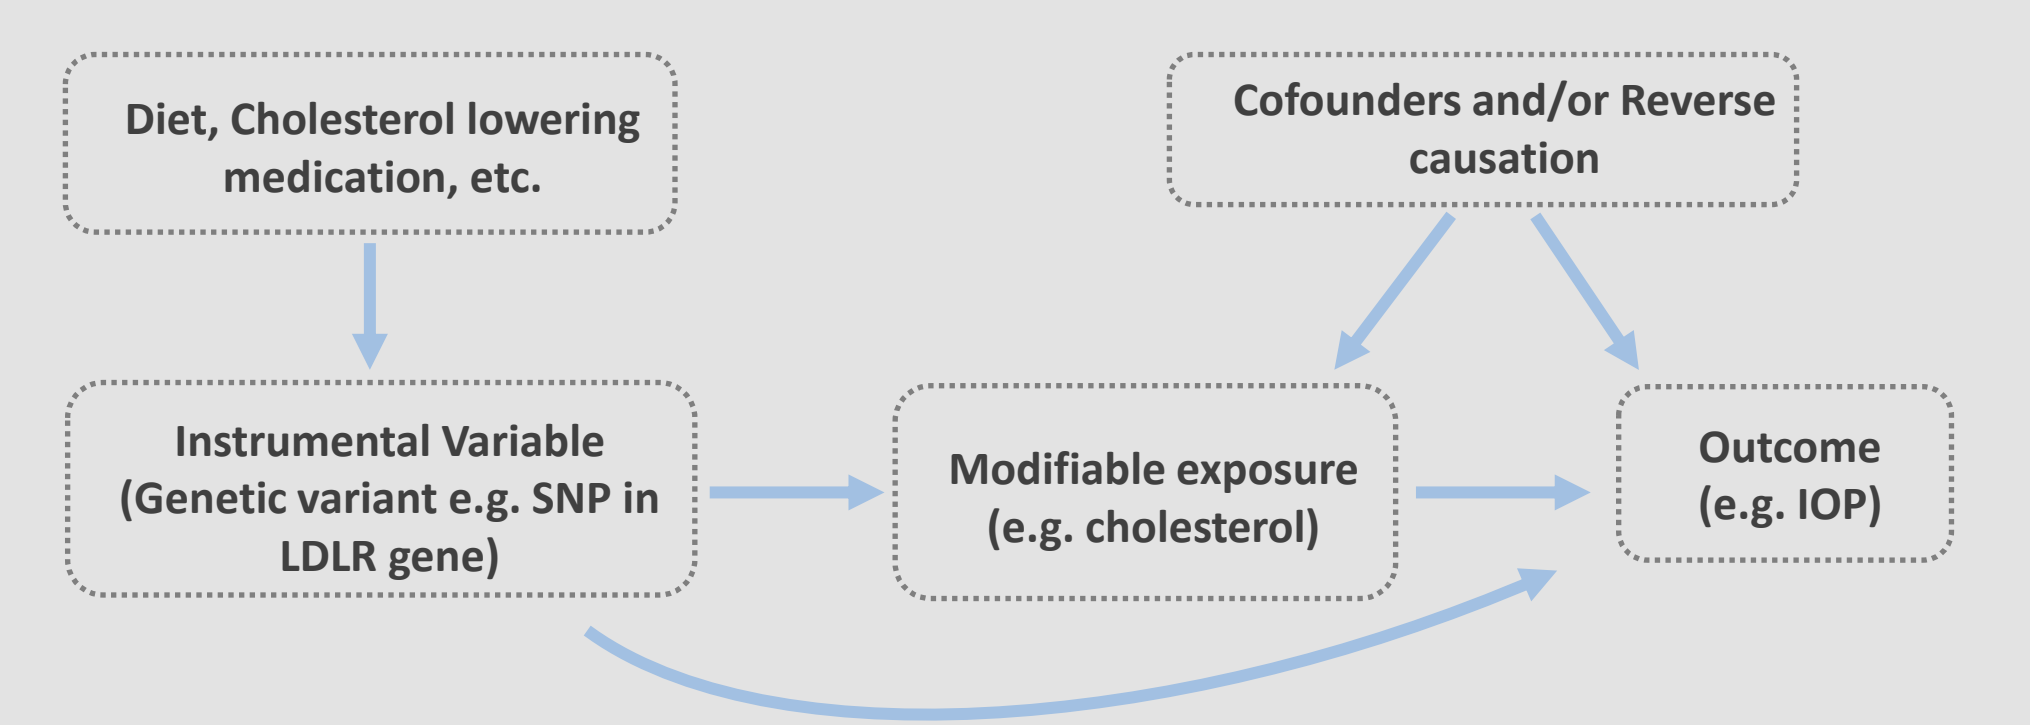 Diet, Cholesterol lowering
medication, etc.
Cofounders and/or Reverse
causation
Instrumental Variable
(Genetic variant e.g. SNP in
LDLR gene)
Modifiable exposure
(e.g. cholesterol)
Outcome
(e.g. IOP)